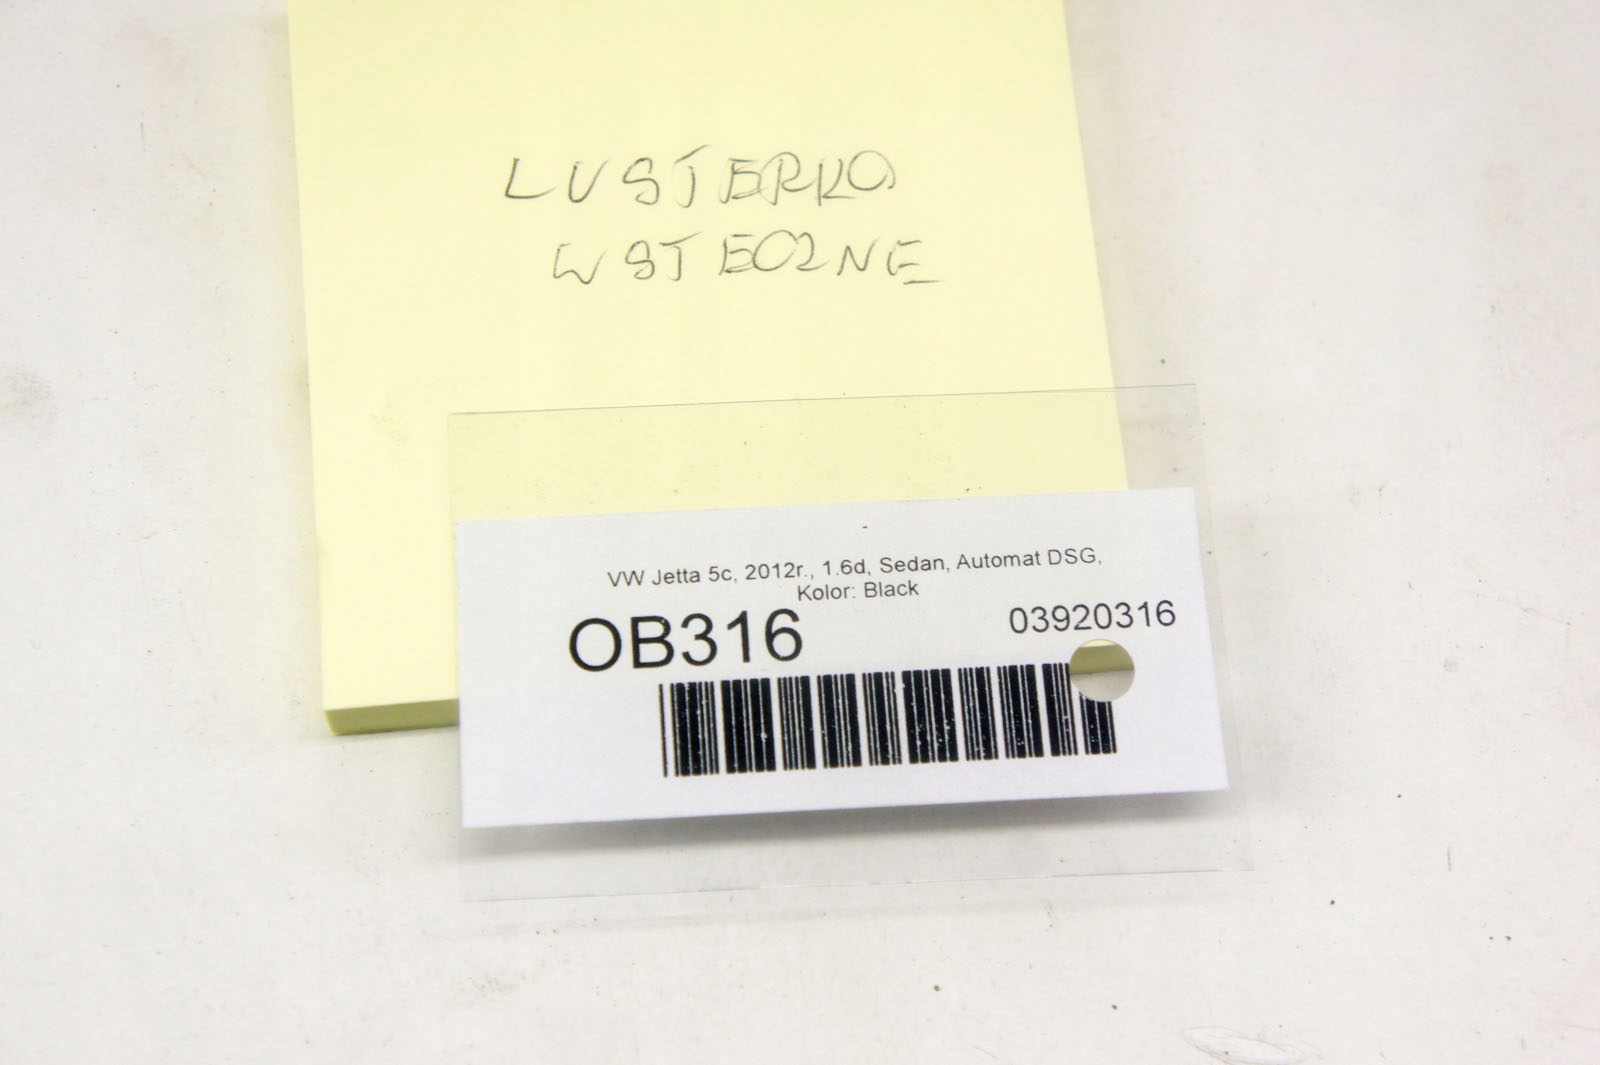 LUSTERKO
WSTECZNE
VW Jetta 5c, 2012r., 1.6d, Sedan, Automat DSG,
Kolor: Black
OB316
03920316